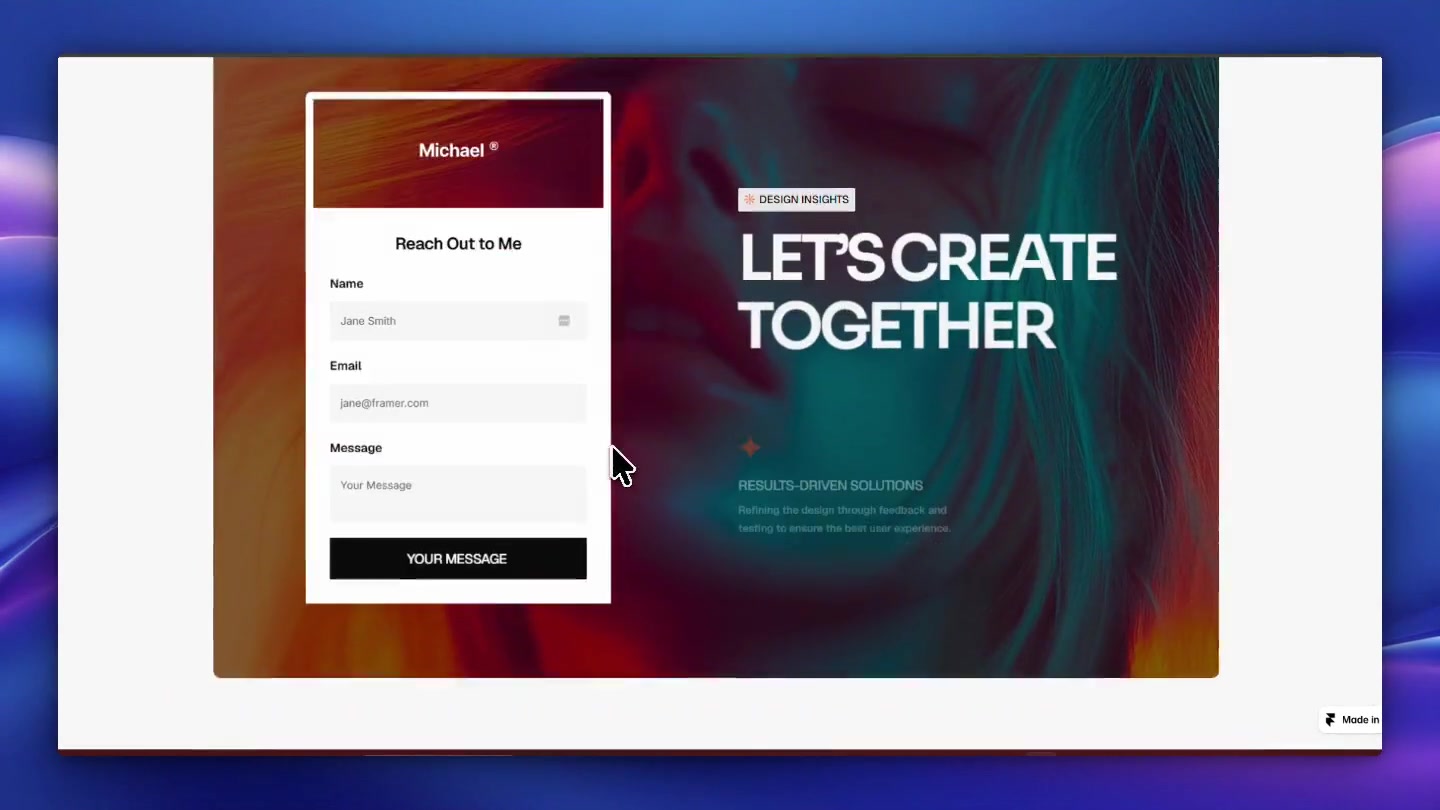 Michael ®
Reach Out to Me
Name
Jane Smith
Email
jane@framer.com
Message
Your Message
YOUR MESSAGE
DESIGN INSIGHTS
LET'S CREATE
TOGETHER
RESULTS-DRIVEN SOLUTIONS
Refining the design through feedback and
testing to ensure the best user experience.
Made in